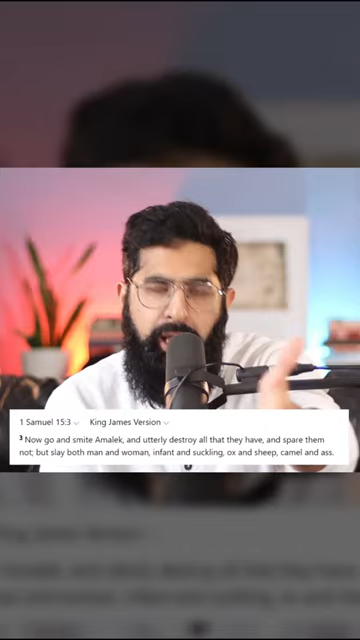 1 Samuel 15:3 King James Version
3 Now go and smite Amalek, and utterly destroy all that they have, and spare them
not; but slay both man and woman, infant and suckling, ox and sheep, camel and ass.